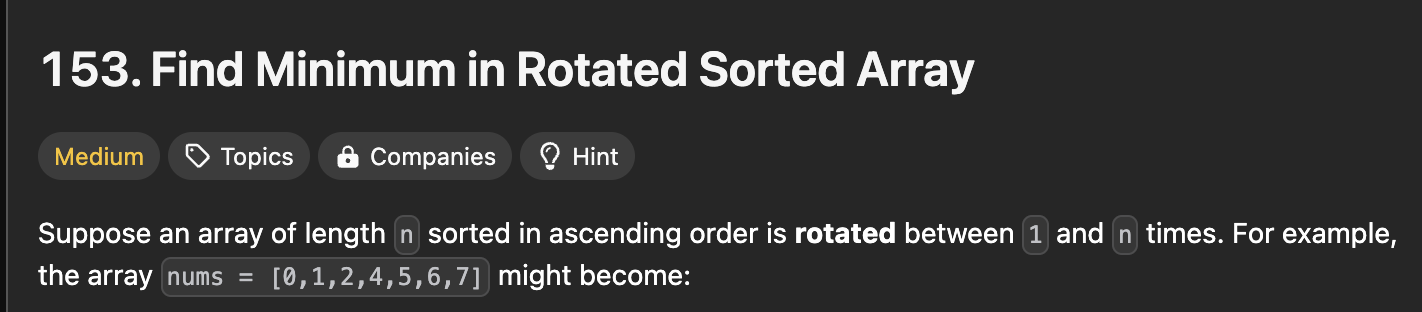 153. Find Minimum in Rotated Sorted Array
Medium Topics Companies Hint
Suppose an array of length n sorted in ascending order is rotated between 1 and n times. For example,
the array nums = [0,1,2,4,5,6,7] might become: